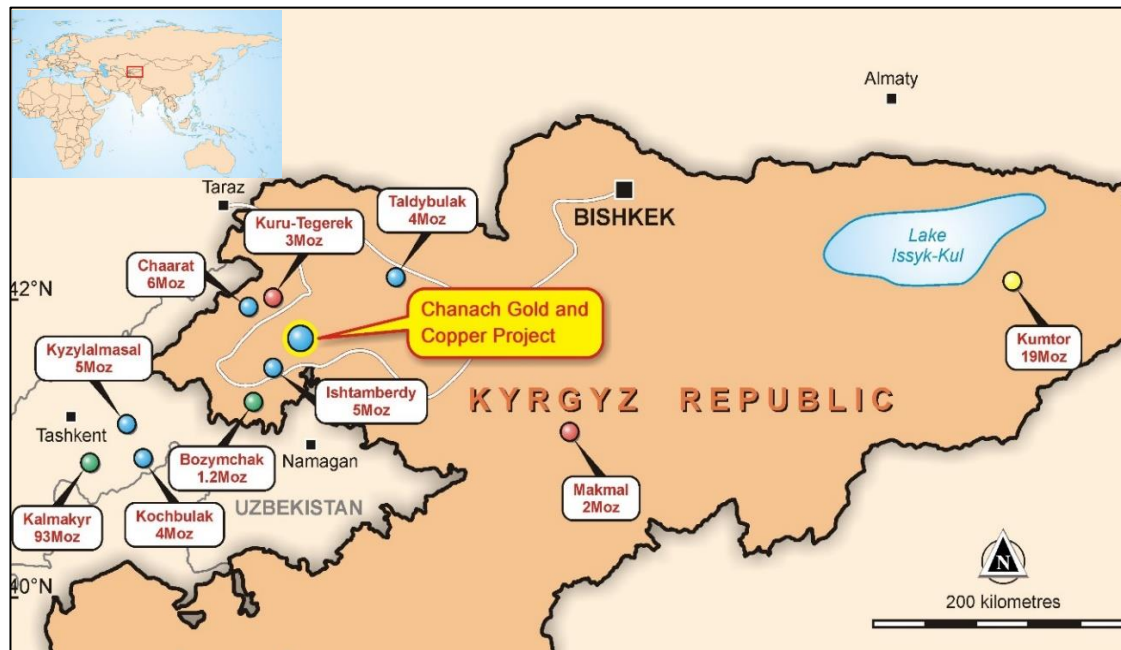 Almaty
Taraz
Taldybulak
4Moz
Kuru-Tegerek
3Moz
BISHKEK
Lake
Issyk-Kul
Chaarat
6Moz
42°N
Chanach Gold and
Copper Project
Kumtor
19Moz
Kyzylalmasal
5Moz
Ishtamberdy
5Moz
KYRGYZ REPUBLIC
Tashkent
Namagan
Bozymchak
1.2Moz
Makmal
2Moz
UZBEKISTAN
Kalmakyr
93Moz
Kochbulak
4Moz
N
40°N
200 kilometres